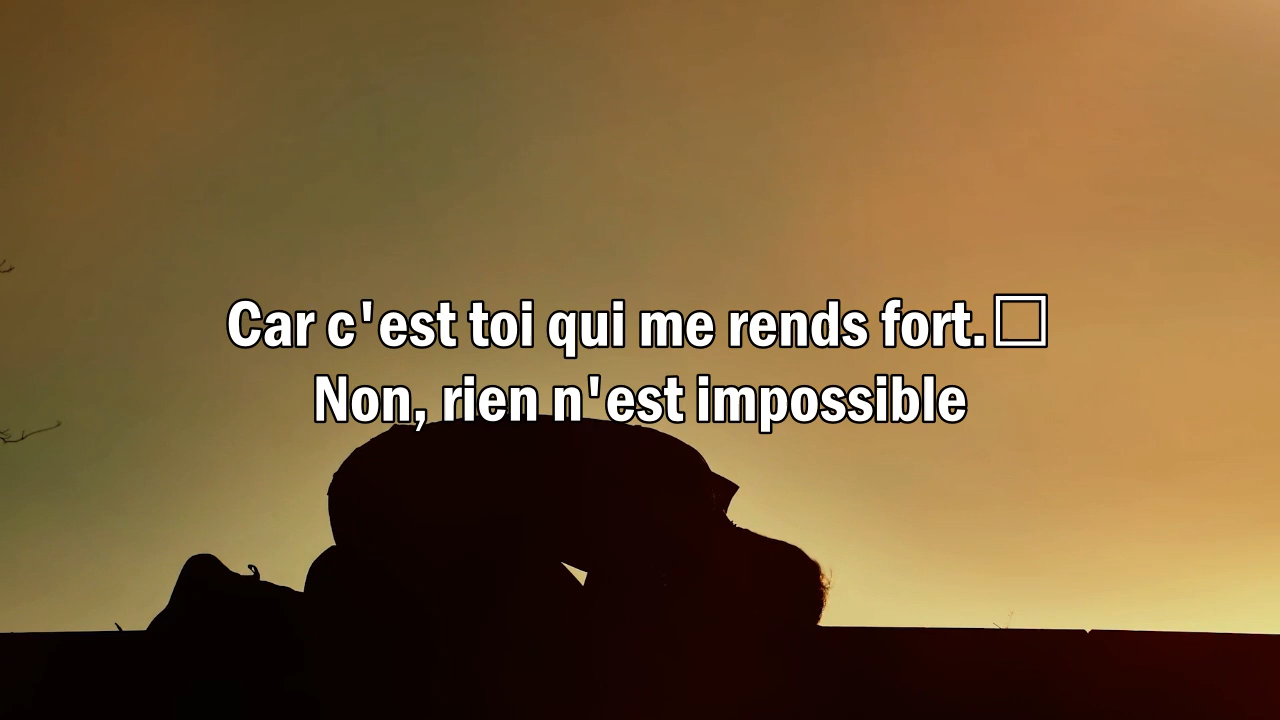 Car c'est toi qui me rends fort.□
Non, rien n'est impossible